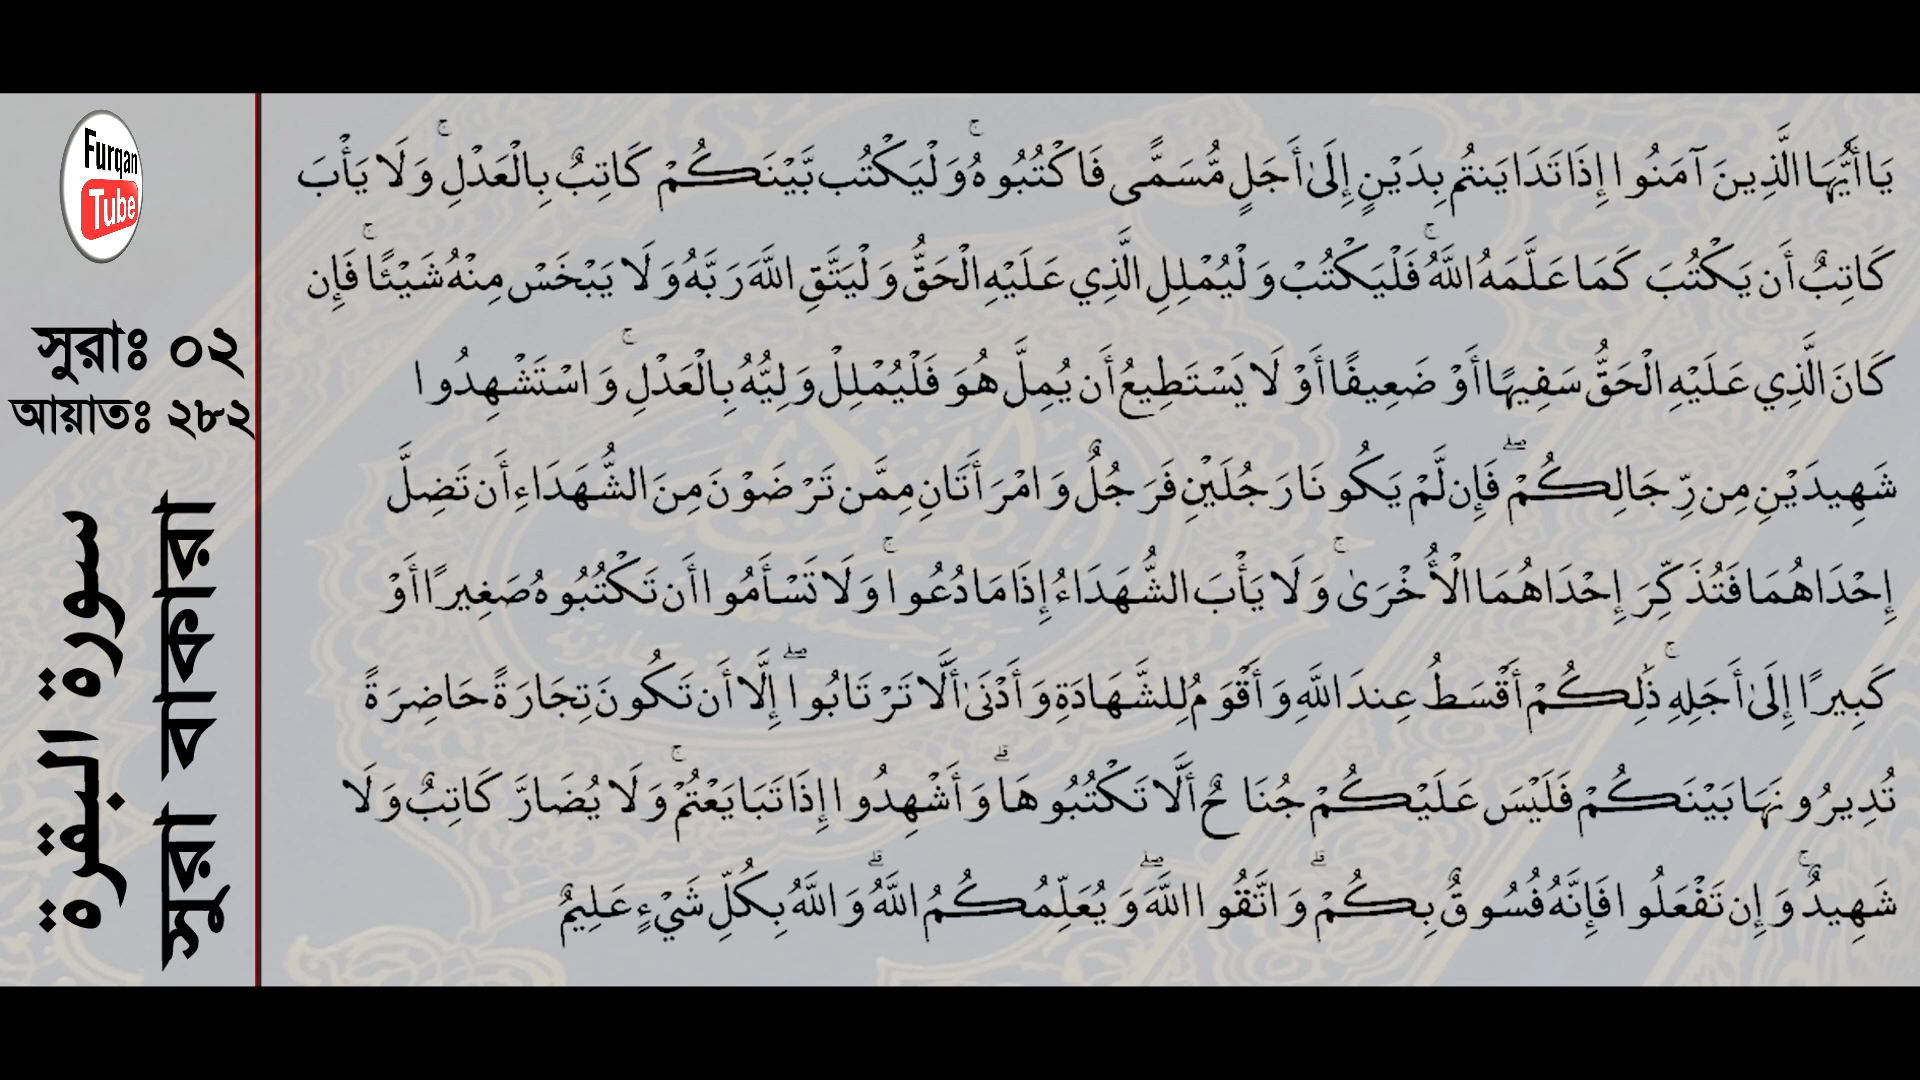 Furqan
Tube
সুরাঃ ০২
আয়াতঃ ২৮২
سورة البقرة
সুরা বাকারা
يَا أَيُّهَا الَّذِينَ آمَنُوا إِذَا تَدَايَنتُم بِدَيْنٍ إِلَىٰ أَجَلٍ مُّسَمًّى فَاكْتُبُوهُ ۚ وَلْيَكْتُب بَّيْنَكُمْ كَاتِبٌ بِالْعَدْلِ ۚ وَلَا يَأْبَ
كَاتِبٌ أَن يَكْتُبَ كَمَا عَلَّمَهُ اللَّهُ ۚ فَلْيَكْتُبْ وَلْيُمْلِلِ الَّذِي عَلَيْهِ الْحَقُّ وَلْيَتَّقِ اللَّهَ رَبَّهُ وَلَا يَبْخَسْ مِنْهُ شَيْئًا ۚ فَإِن
كَانَ الَّذِي عَلَيْهِ الْحَقُّ سَفِيهًا أَوْ ضَعِيفًا أَوْ لَا يَسْتَطِيعُ أَن يُمِلَّ هُوَ فَلْيُمْلِلْ وَلِيُّهُ بِالْعَدْلِ ۚ وَاسْتَشْهِدُوا
شَهِيدَيْنِ مِن رِّجَالِكُمْ ۖ فَإِن لَّمْ يَكُونَا رَجُلَيْنِ فَرَجُلٌ وَامْرَأَتَانِ مِمَّن تَرْضَوْنَ مِنَ الشُّهَدَاءِ أَن تَضِلَّ
إِحْدَاهُمَا فَتُذَكِّرَ إِحْدَاهُمَا الْأُخْرَىٰ ۚ وَلَا يَأْبَ الشُّهَدَاءُ إِذَا مَا دُعُوا ۚ وَلَا تَسْأَمُوا أَن تَكْتُبُوهُ صَغِيرًا أَوْ
كَبِيرًا إِلَىٰ أَجَلِهِ ۚ ذَٰلِكُمْ أَقْسَطُ عِندَ اللَّهِ وَأَقْوَمُ لِلشَّهَادَةِ وَأَدْنَىٰ أَلَّا تَرْتَابُوا ۖ إِلَّا أَن تَكُونَ تِجَارَةً حَاضِرَةً
تُدِيرُونَهَا بَيْنَكُمْ فَلَيْسَ عَلَيْكُمْ جُنَاحٌ أَلَّا تَكْتُبُوهَا ۗ وَأَشْهِدُوا إِذَا تَبَايَعْتُمْ ۚ وَلَا يُضَارَّ كَاتِبٌ وَلَا
شَهِيدٌ ۚ وَإِن تَفْعَلُوا فَإِنَّهُ فُسُوقٌ بِكُمْ ۗ وَاتَّقُوا اللَّهَ ۖ وَيُعَلِّمُكُمُ اللَّهُ ۗ وَاللَّهُ بِكُلِّ شَيْءٍ عَلِيمٌ